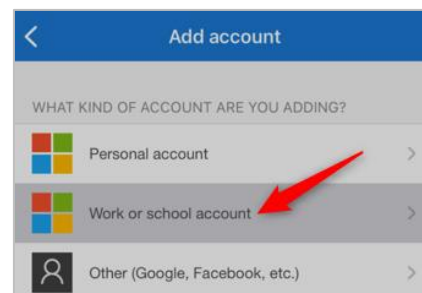 Add account
WHAT KIND OF ACCOUNT ARE YOU ADDING?
Personal account
Work or school account
Other (Google, Facebook, etc.)